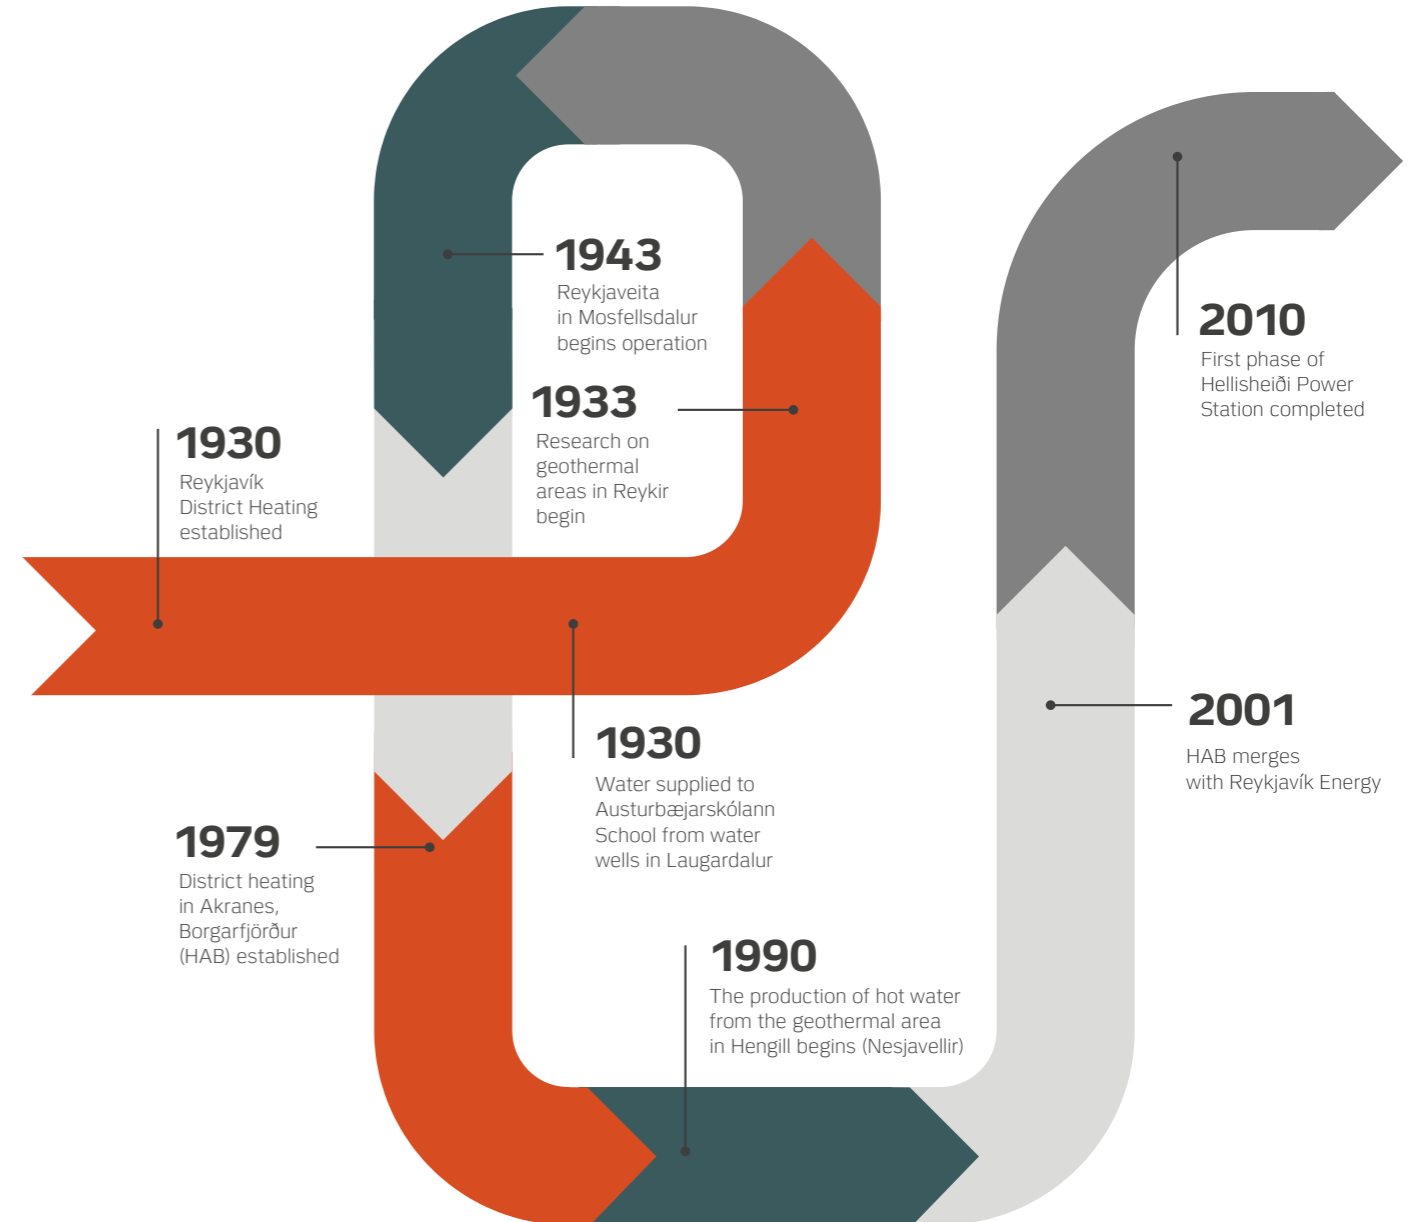 1930
Reykjavík
District Heating
established
1930
Water supplied to
Austurbæjarskólann
School from water
wells in Laugardalur
1933
Research on
geothermal
areas in Reykir
begin
1943
Reykjaveita
in Mosfellsdalur
begins operation
1979
District heating
in Akranes,
Borgarfjörður
(HAB) established
1990
The production of hot water
from the geothermal area
in Hengill begins (Nesjavellir)
2001
HAB merges
with Reykjavík Energy
2010
First phase of
Hellisheiði Power
Station completed